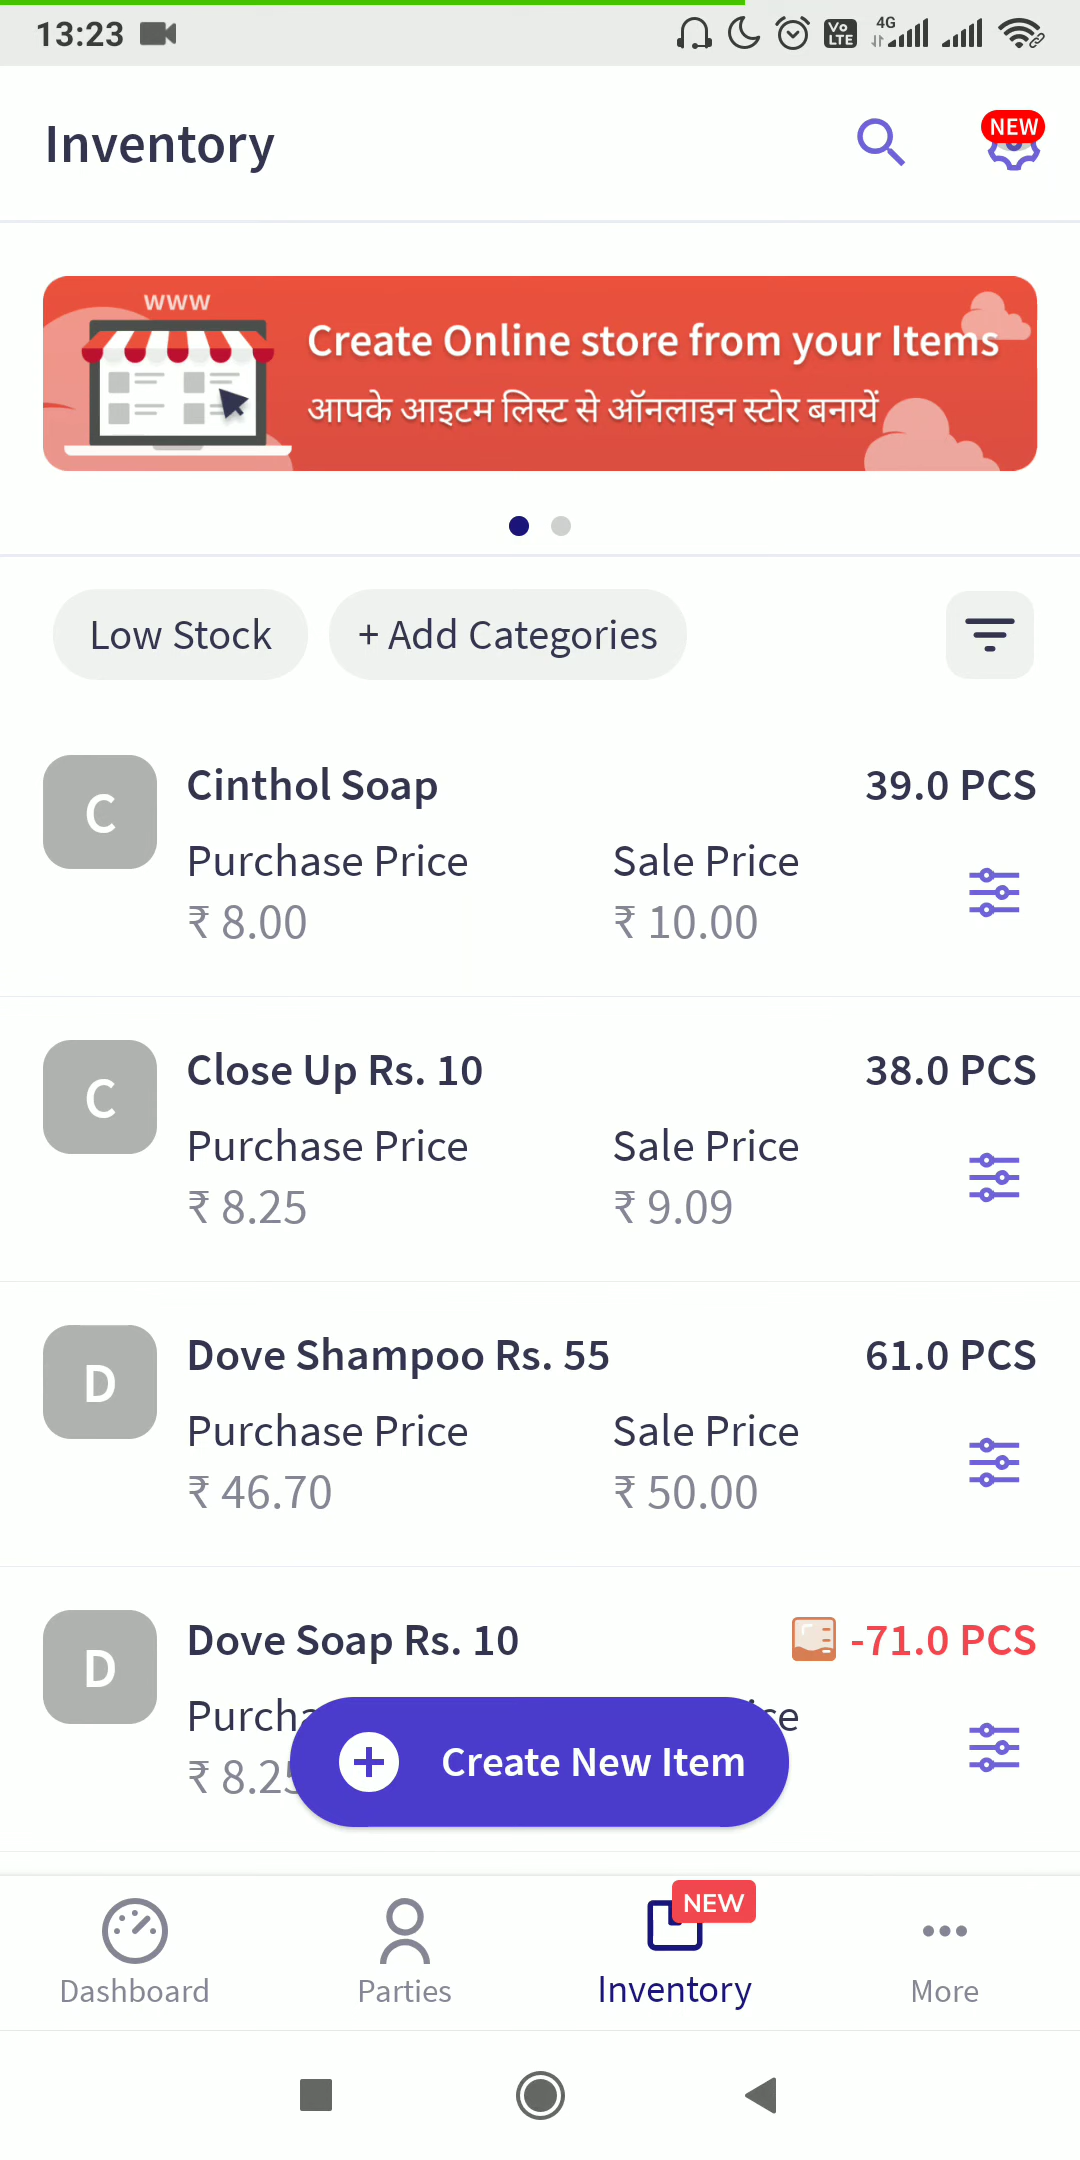 13:23
4G
Vo LTE
Inventory
NEW
www
Create Online store from your Items
आपके आइटम लिस्ट से ऑनलाइन स्टोर बनायें
Low Stock
+ Add Categories
C
Cinthol Soap
39.0 PCS
Purchase Price
Sale Price
₹ 8.00
₹ 10.00
C
Close Up Rs. 10
38.0 PCS
Purchase Price
Sale Price
₹ 8.25
₹ 9.09
D
Dove Shampoo Rs. 55
61.0 PCS
Purchase Price
Sale Price
₹ 46.70
₹ 50.00
D
Dove Soap Rs. 10
-71.0 PCS
₹ 8.25
Create New Item
NEW
Dashboard
Parties
Inventory
More